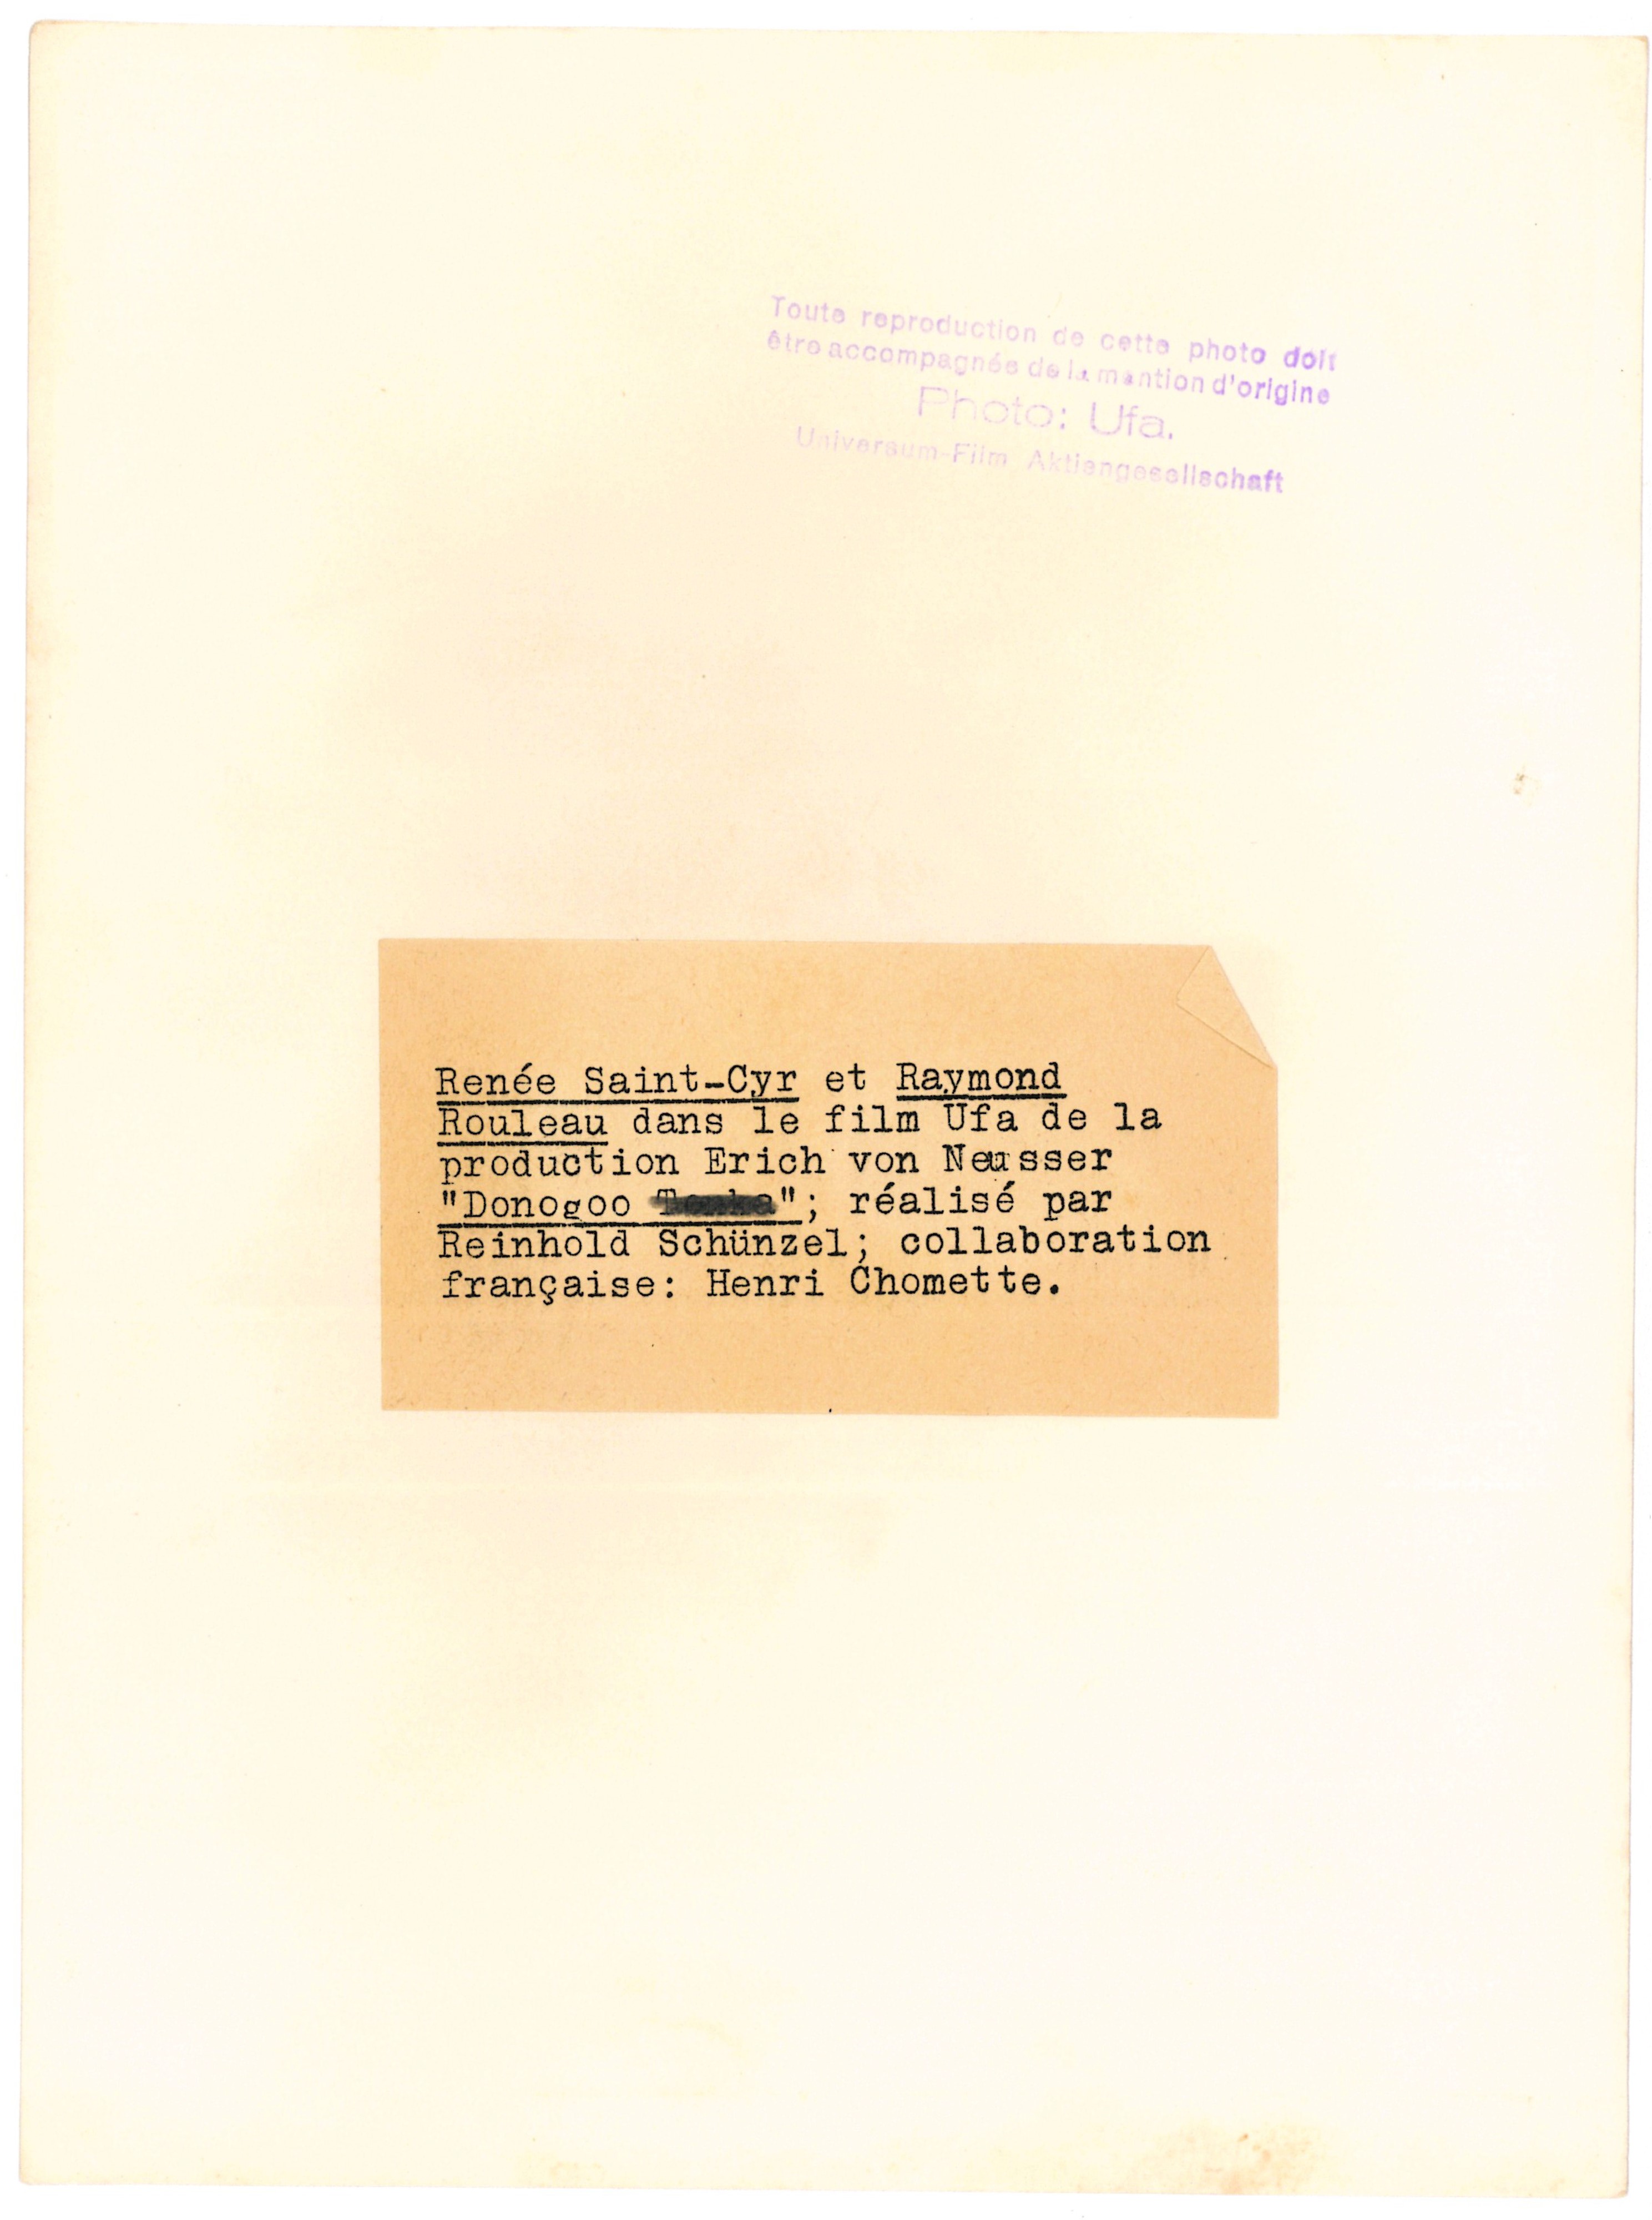 Toute reproduction de cette photo doit
être accompagnée de la mention d'origine
Photo: Ufa.
Universum-Film Aktiengesellschaft
Renée Saint-Cyr et Raymond
Rouleau dans le film Ufa de la
production Erich von Neusser
"Donogoo "; réalisé par
Reinhold Schünzel; collaboration
française: Henri Chomette.